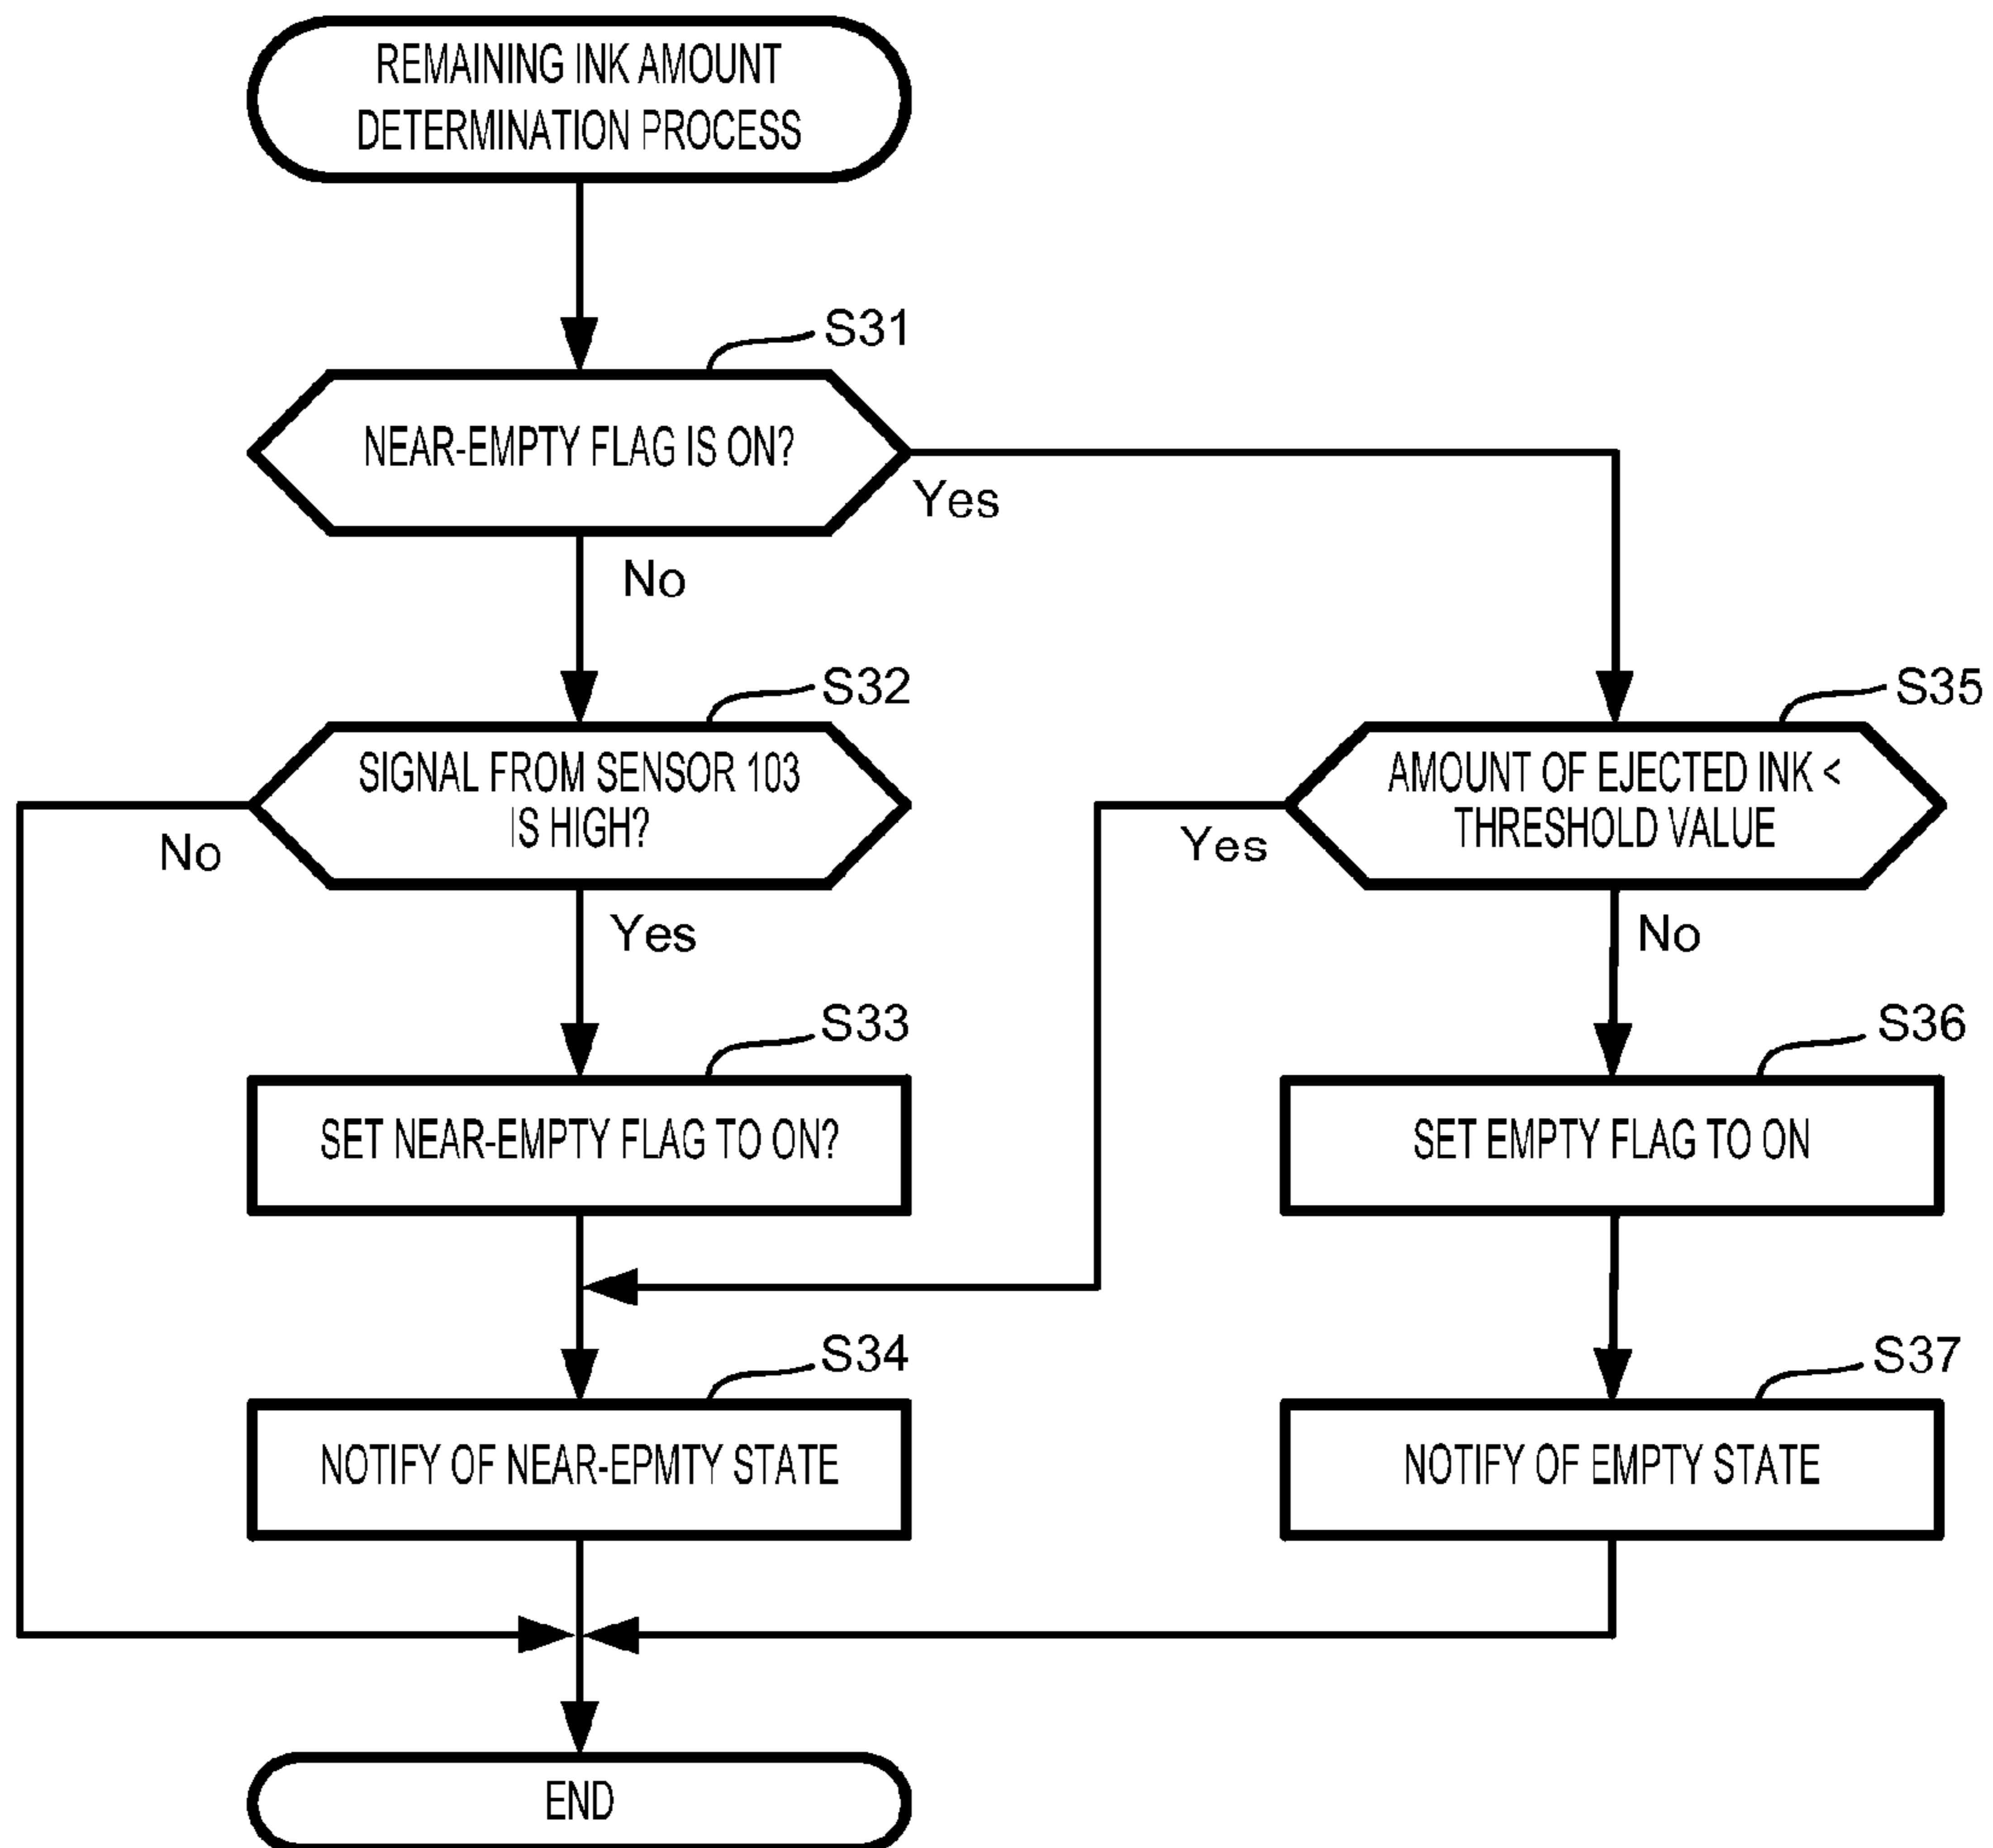 REMAINING INK AMOUNT
DETERMINATION PROCESS
S31
NEAR-EMPTY FLAG IS ON?
Yes
No
S32
SIGNAL FROM SENSOR 103
IS HIGH?
No
Yes
S35
AMOUNT OF EJECTED INK <
THRESHOLD VALUE
Yes
No
S33
SET NEAR-EMPTY FLAG TO ON?
S36
SET EMPTY FLAG TO ON
S34
NOTIFY OF NEAR-EPMTY STATE
S37
NOTIFY OF EMPTY STATE
END